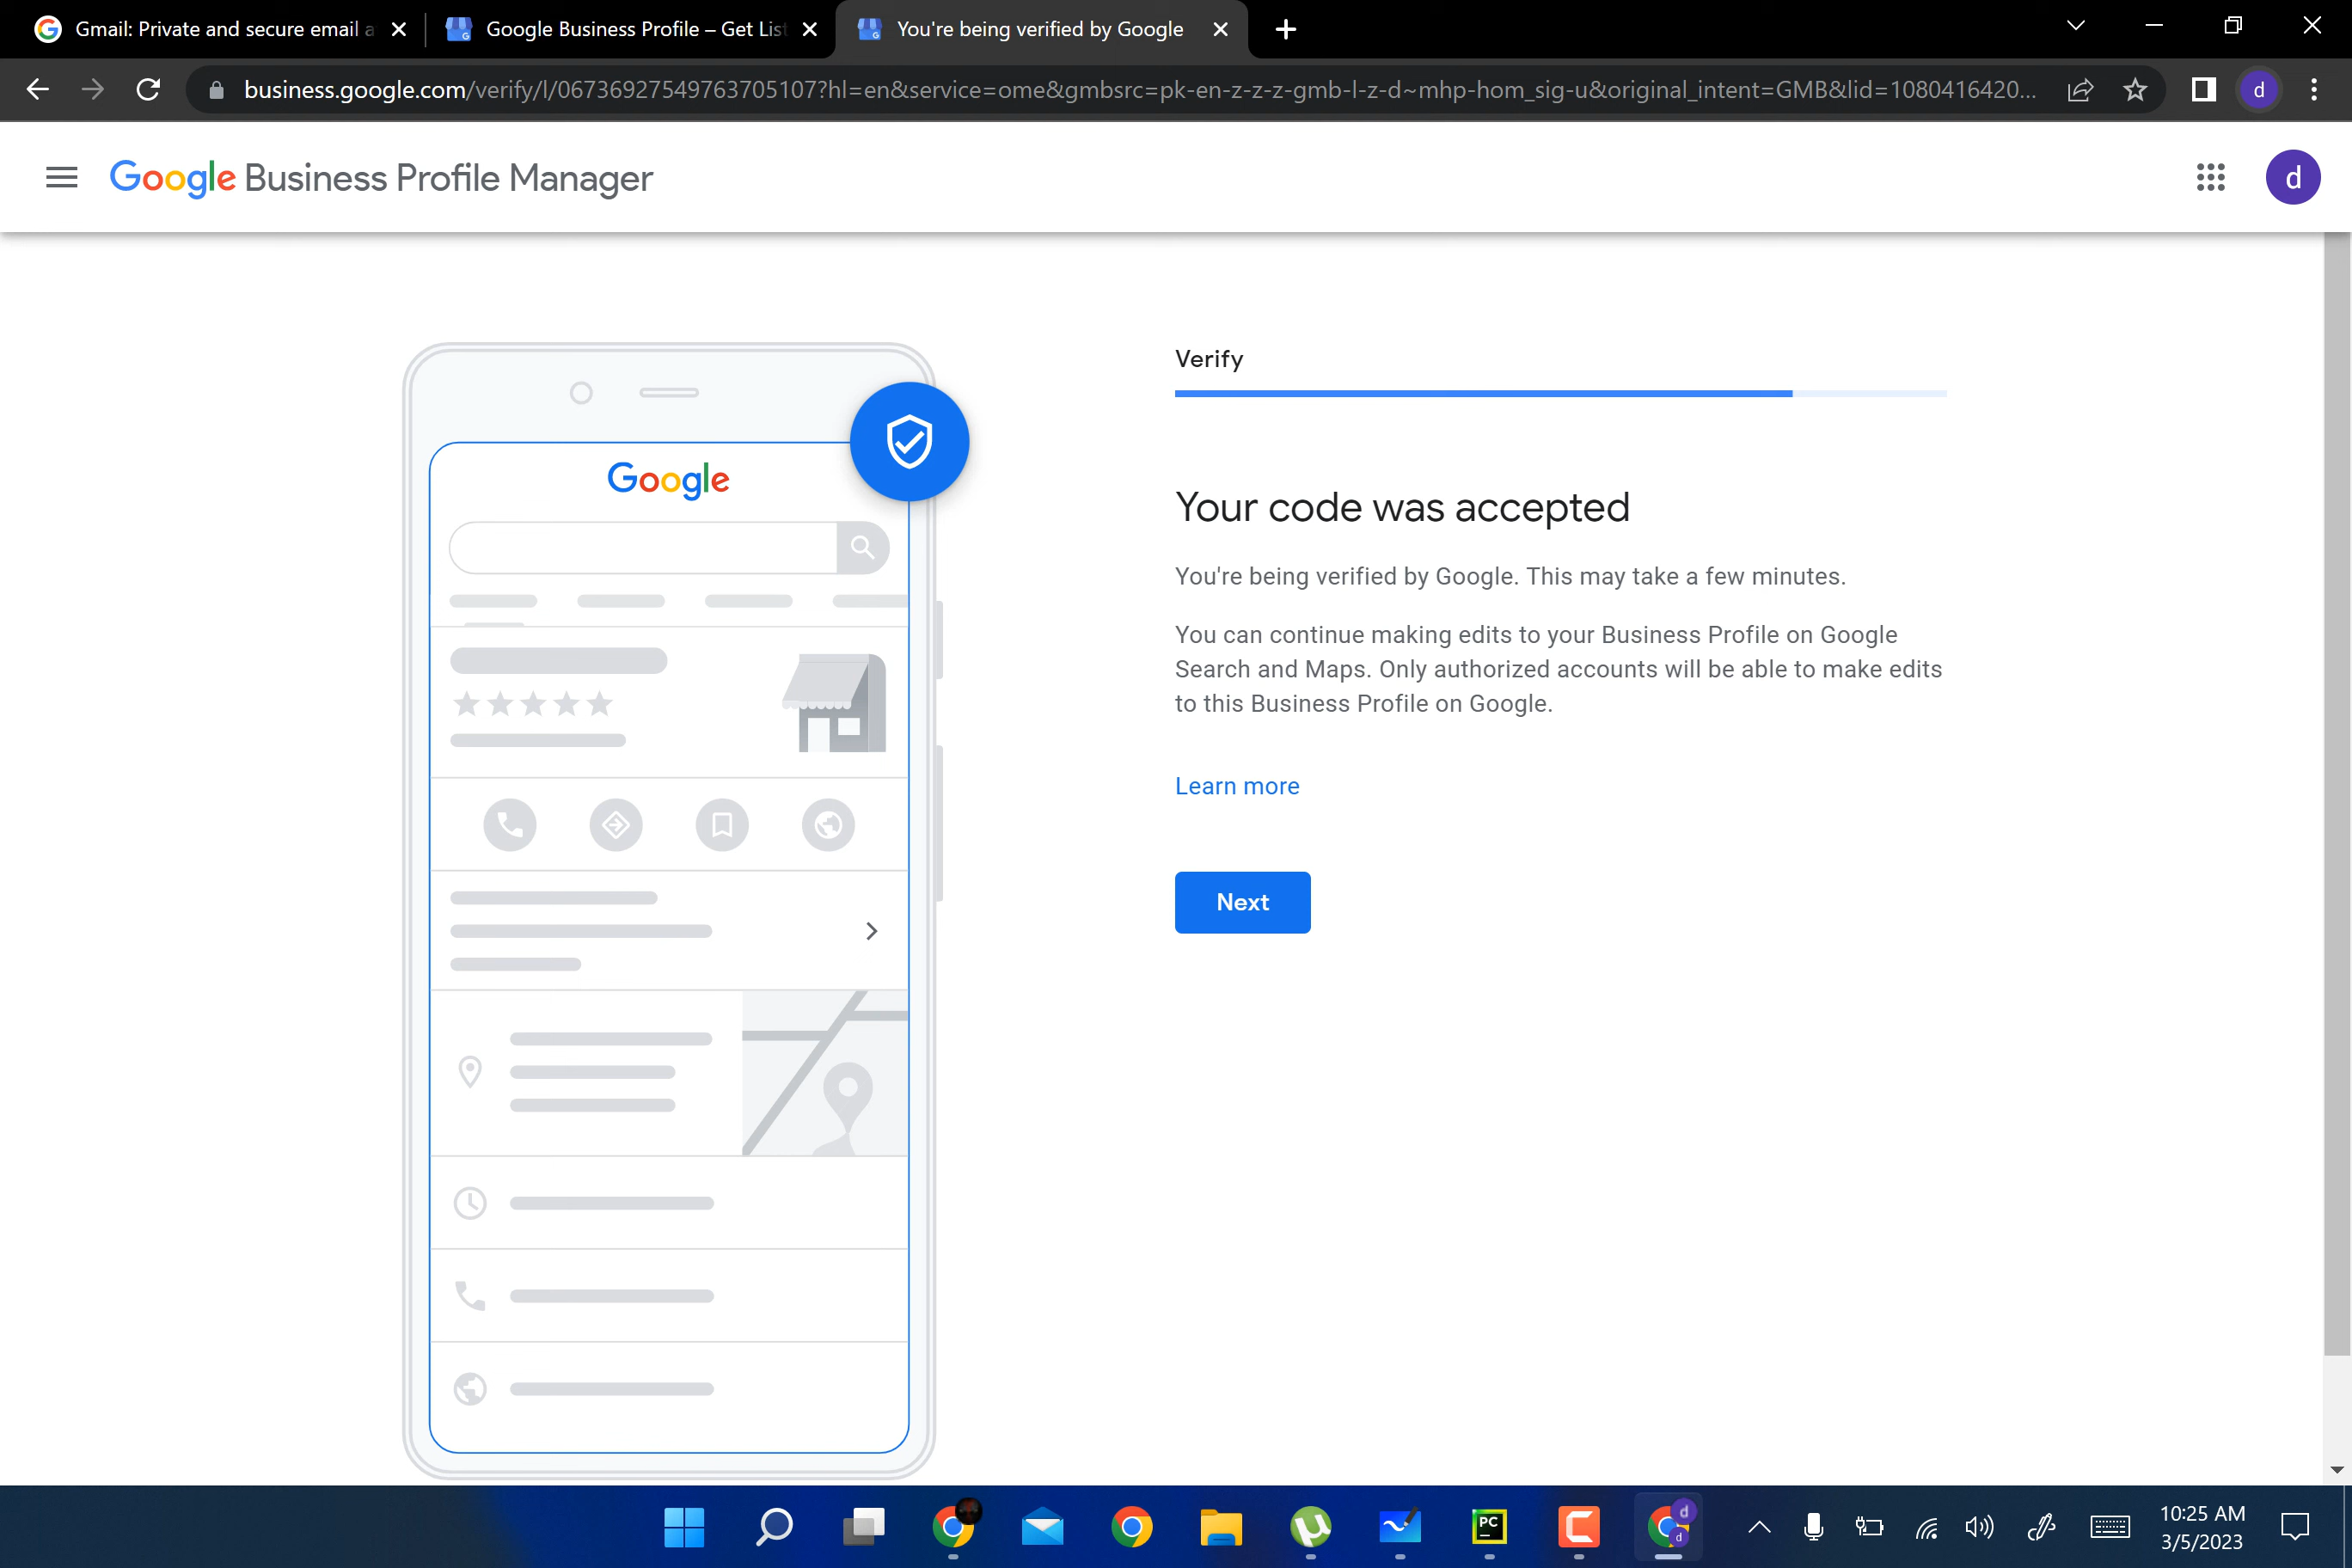 Gmail: Private and secure email a
Google Business Profile – Get List
You're being verified by Google
business.google.com/verify/l/06736927549763705107?hl=en&service=ome&gmbsrc=pk-en-z-z-z-gmb-l-z-d~mhp-hom_sig-u&original_intent=GMB&lid=1080416420...
d
Google Business Profile Manager
d
Google
Verify
Your code was accepted
You're being verified by Google. This may take a few minutes.
You can continue making edits to your Business Profile on Google
Search and Maps. Only authorized accounts will be able to make edits
to this Business Profile on Google.
Learn more
Next
PC
d
d
10:25 AM
3/5/2023